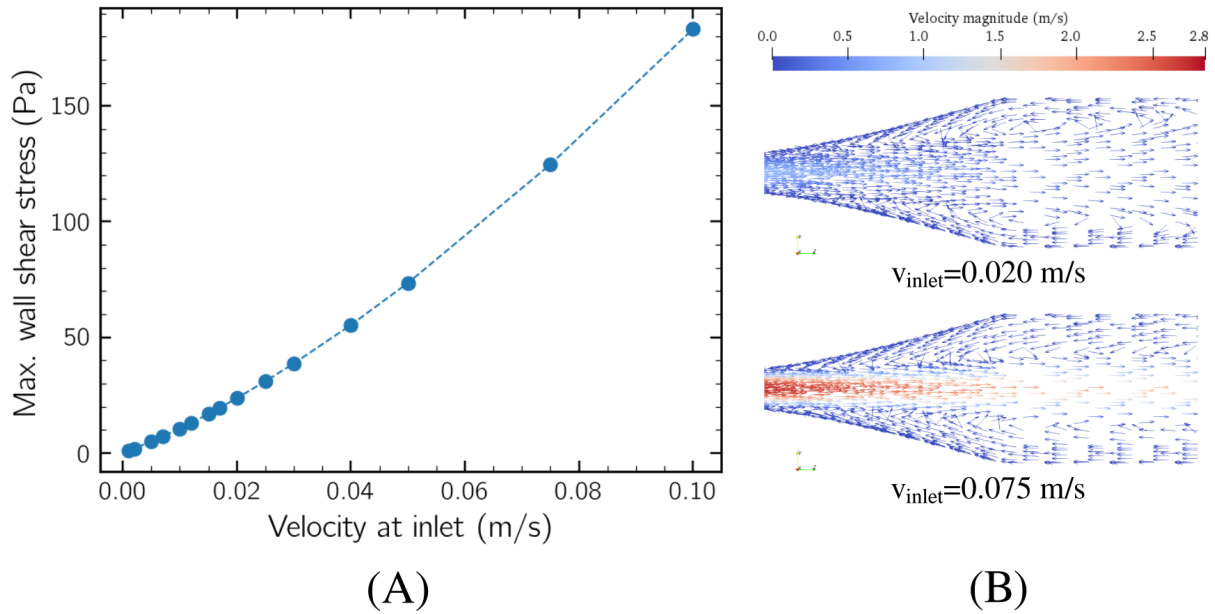 Max. wall shear stress (Pa)
150
100
50
0
0.00 0.02 0.04 0.06 0.08 0.10
Velocity at inlet (m/s)
(A)
Velocity magnitude (m/s)
0.0 0.5 1.0 1.5 2.0 2.5 2.8
v_inlet=0.020 m/s
v_inlet=0.075 m/s
(B)